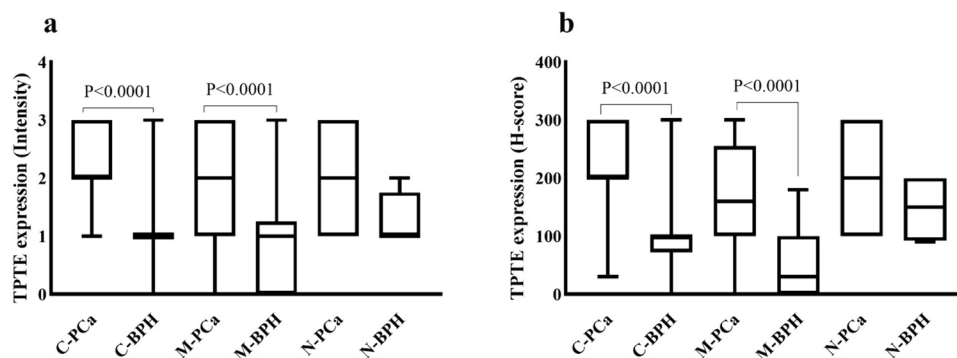 a
TPTE expression (Intensity)
4
3
2
1
0
P<0.0001
P<0.0001
C-PCa
C-BPH
M-PCa
M-BPH
N-PCa
N-BPH
b
TPTE expression (H-score)
400
300
200
100
0
P<0.0001
P<0.0001
C-PCa
C-BPH
M-PCa
M-BPH
N-PCa
N-BPH